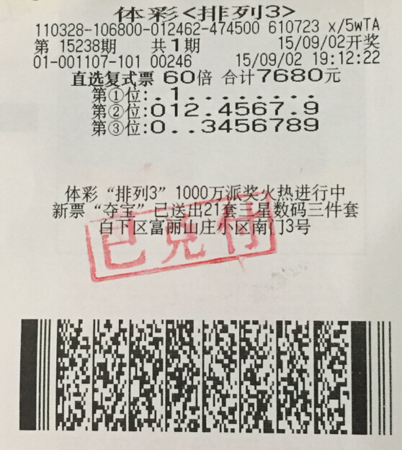 体彩<排列3>
110328-106800-012462-474500 610723 x/5wTA
第 15238期 共1期 15/09/02开奖
01-001107-101 00246 15/09/02 19:12:22
直选复式票 60倍 合计7680元
第①位:.1........
第②位:012.4567.9
第③位:0..3456789
体彩“排列3”1000万派奖火热进行中
新票“夺宝”已送出21套三星数码三件套
白下区富丽山庄小区南门3号
已兑付